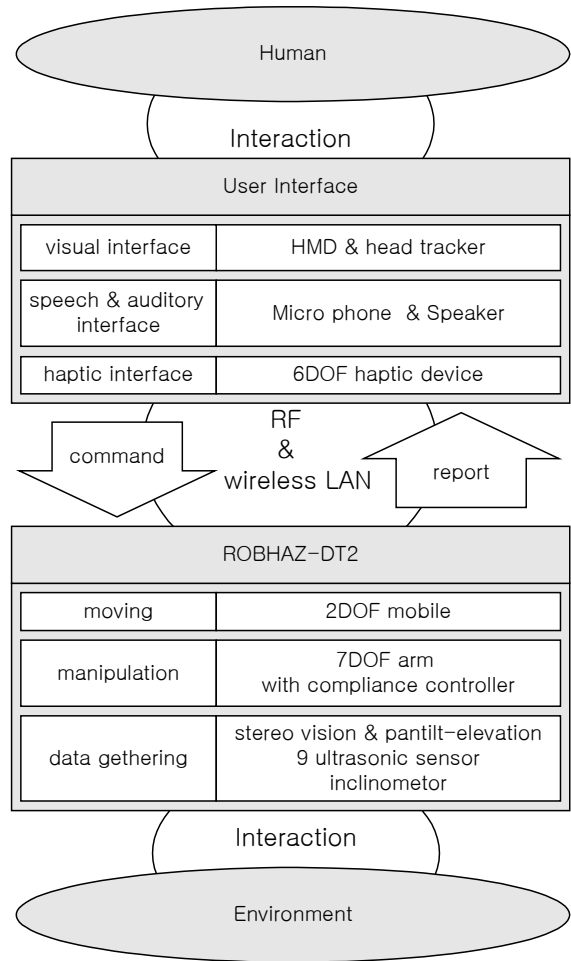 Human
Interaction
User Interface
visual interface
HMD & head tracker
speech & auditory
interface
Micro phone & Speaker
haptic interface
6DOF haptic device
command
RF
&
wireless LAN
report
ROBHAZ-DT2
moving
2DOF mobile
manipulation
7DOF arm
with compliance controller
data gethering
stereo vision & pantilt-elevation
9 ultrasonic sensor
inclinometor
Interaction
Environment